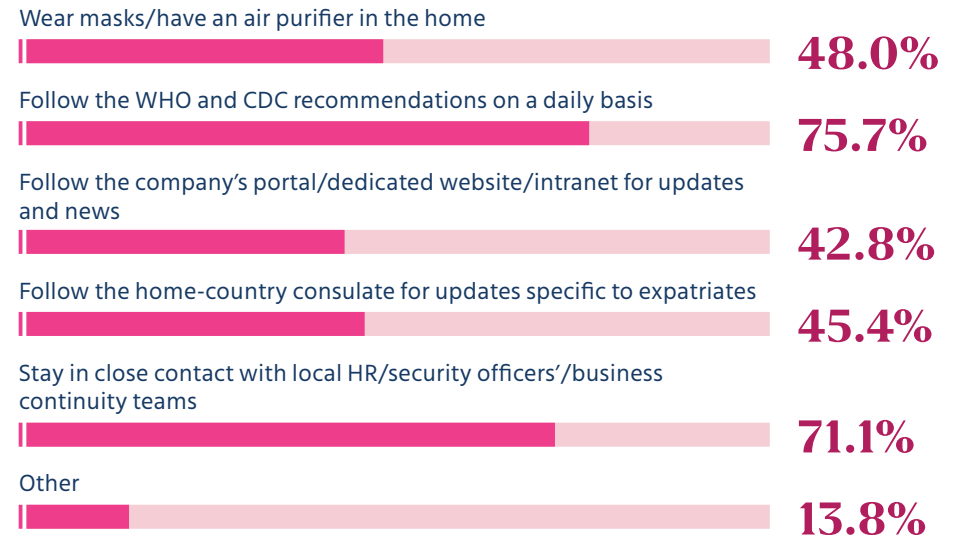 Wear masks/have an air purifier in the home
48.0%
Follow the WHO and CDC recommendations on a daily basis
75.7%
Follow the company’s portal/dedicated website/intranet for updates
and news
42.8%
Follow the home-country consulate for updates specific to expatriates
45.4%
Stay in close contact with local HR/security officers’/business
continuity teams
71.1%
Other
13.8%